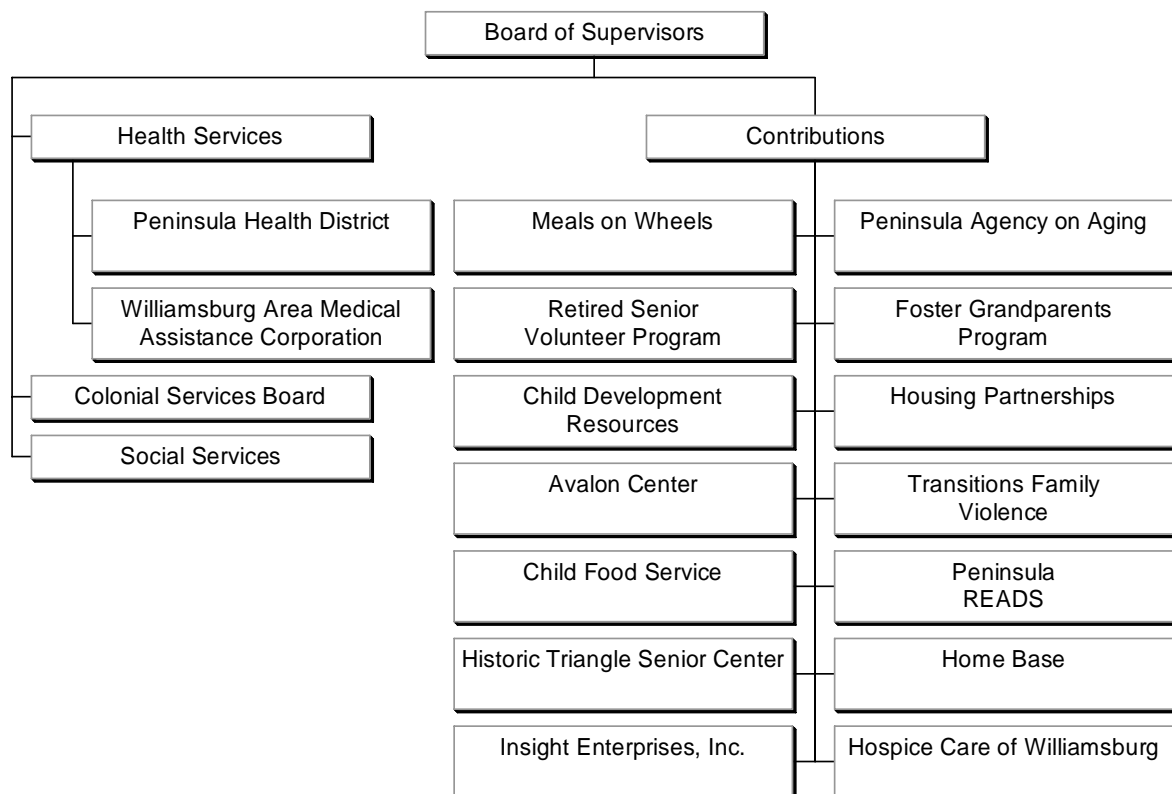 Board of Supervisors
Health Services
Contributions
Peninsula Health District
Meals on Wheels
Peninsula Agency on Aging
Williamsburg Area Medical
Assistance Corporation
Retired Senior
Volunteer Program
Foster Grandparents
Program
Colonial Services Board
Child Development
Resources
Housing Partnerships
Social Services
Avalon Center
Transitions Family
Violence
Child Food Service
Peninsula
READS
Historic Triangle Senior Center
Home Base
Insight Enterprises, Inc.
Hospice Care of Williamsburg